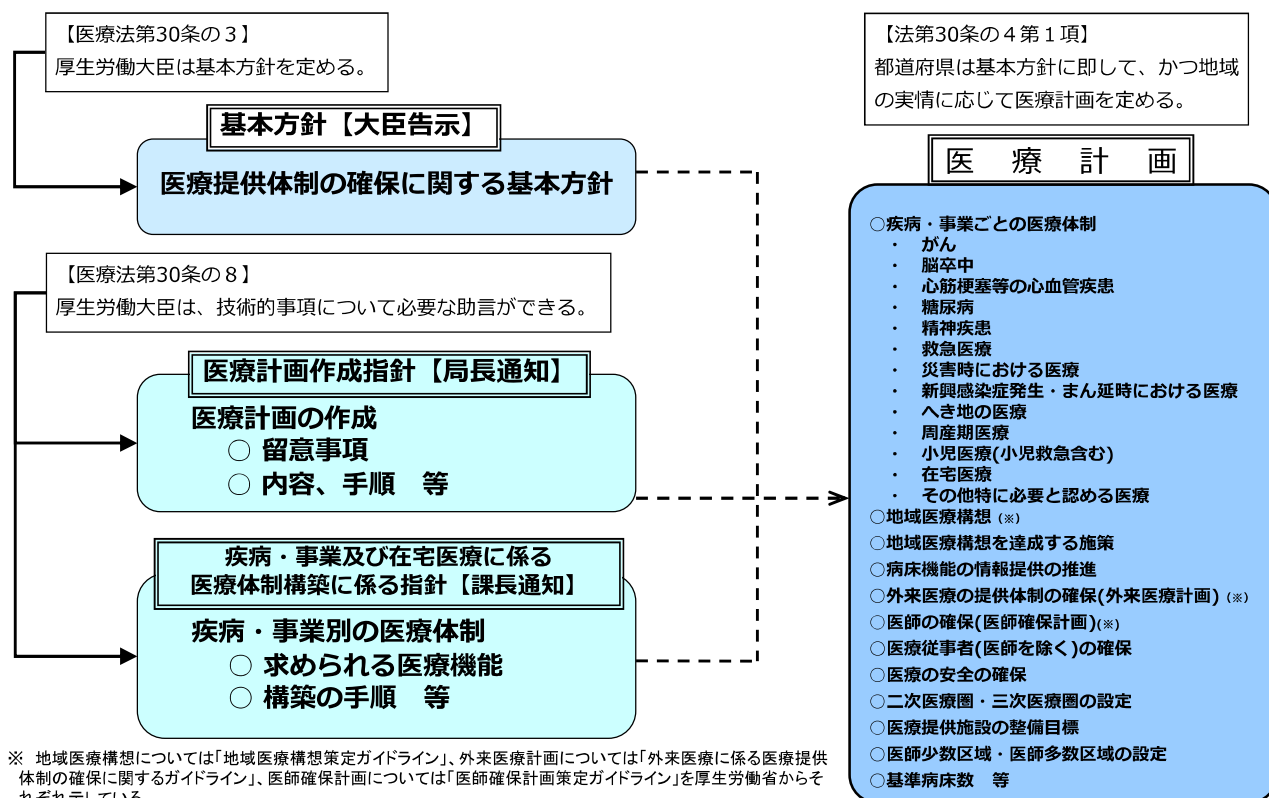 【医療法第30条の３】
厚生労働大臣は基本方針を定める。
基本方針【大臣告示】
医療提供体制の確保に関する基本方針
【医療法第30条の８】
厚生労働大臣は、技術的事項について必要な助言ができる。
医療計画作成指針【局長通知】
医療計画の作成
○ 留意事項
○ 内容、手順　等
疾病・事業及び在宅医療に係る
医療体制構築に係る指針【課長通知】
疾病・事業別の医療体制
○ 求められる医療機能
○ 構築の手順　等
【法第30条の４第１項】
都道府県は基本方針に即して、かつ地域
の実情に応じて医療計画を定める。
医　療　計　画
○疾病・事業ごとの医療体制
・　がん
・　脳卒中
・　心筋梗塞等の心血管疾患
・　糖尿病
・　精神疾患
・　救急医療
・　災害時における医療
・　新興感染症発生・まん延時における医療
・　へき地の医療
・　周産期医療
・　小児医療(小児救急含む)
・　在宅医療
・　その他特に必要と認める医療
○地域医療構想 (※)
○地域医療構想を達成する施策
○病床機能の情報提供の推進
○外来医療の提供体制の確保(外来医療計画) (※)
○医師の確保(医師確保計画)(※)
○医療従事者(医師を除く)の確保
○医療の安全の確保
○二次医療圏・三次医療圏の設定
○医療提供施設の整備目標
○医師少数区域・医師多数区域の設定
○基準病床数　等
※　地域医療構想については「地域医療構想策定ガイドライン」、外来医療計画については「外来医療に係る医療提供
体制の確保に関するガイドライン」、医師確保計画については「医師確保計画策定ガイドライン」を厚生労働省からそ
れぞれ示している